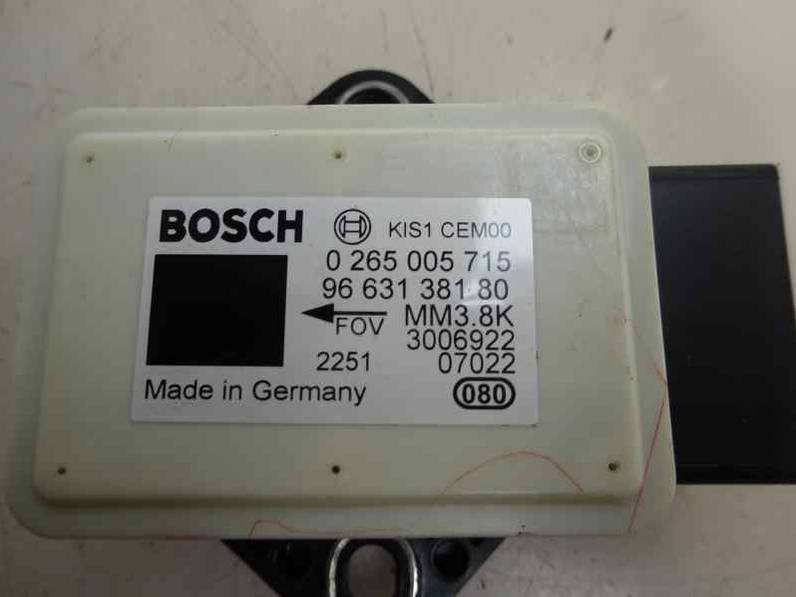 BOSCH KIS1 CEM00
0 265 005 715
96 631 381 80
FOV MM3.8K
3006922
2251 07022
Made in Germany 080